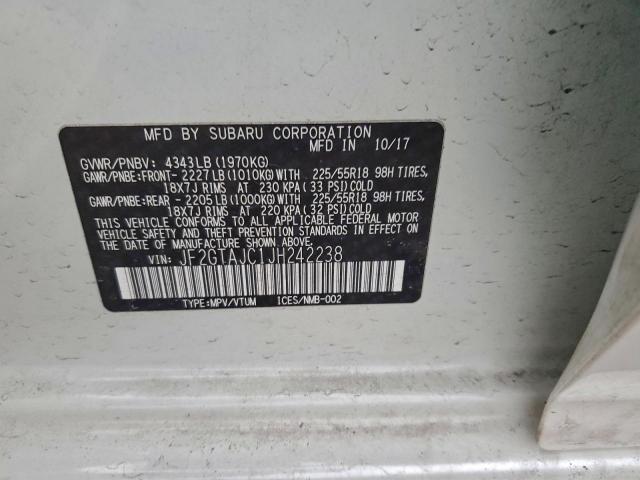 MFD BY SUBARU CORPORATION
MFD IN 10/17
GVWR/PNBV: 4343LB(1970KG)
GAWR/PNBE:FRONT- 2227LB(1010KG)WITH 225/55R18 98H TIRES,
18X7J RIMS AT 230 KPA(33 PSI)COLD
GAWR/PNBE:REAR - 2205LB(1000KG)WITH 225/55R18 98H TIRES,
18X7J RIMS AT 220 KPA(32 PSI)COLD
THIS VEHICLE CONFORMS TO ALL APPLICABLE FEDERAL MOTOR
VEHICLE SAFETY STANDARDS IN EFFECT ON
THE DATE OF MANUFACTURE SHOWN ABOVE.
VIN: JF2GTAJC1JH242238
TYPE:MPV/VTUM ICES/NMB-002